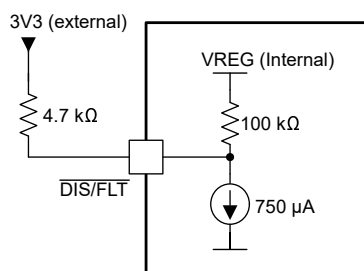 3V3 (external)
VREG (Internal)
4.7 kΩ
100 kΩ
DIS/FLT
750 µA